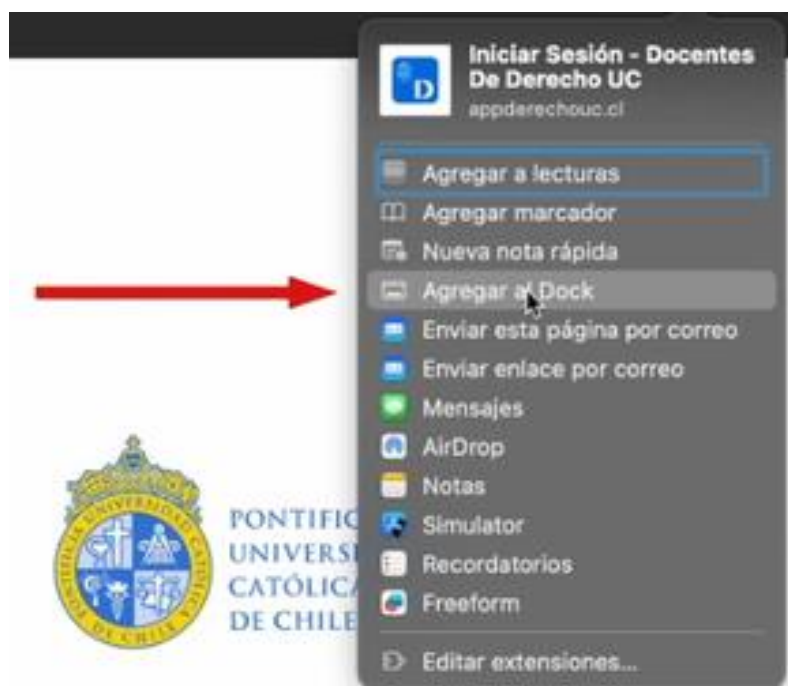 Iniciar Sesión - Docentes
De Derecho UC
appderechouc.cl
Agregar a lecturas
Agregar marcador
Nueva nota rápida
Agregar al Dock
Enviar esta página por correo
Enviar enlace por correo
Mensajes
AirDrop
Notas
Simulator
Recordatorios
Freeform
Editar extensiones...
PONTIFIC
UNIVERSI
CATÓLICA
DE CHILE